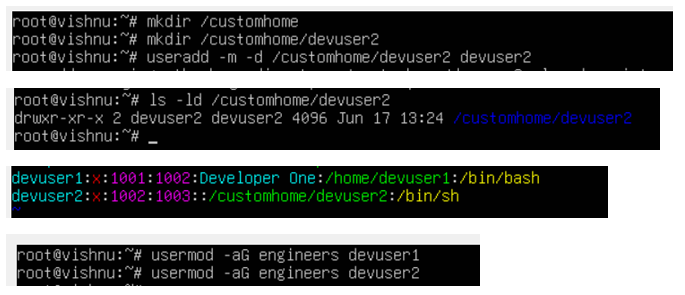 root@vishnu:~# mkdir /customhome
root@vishnu:~# mkdir /customhome/devuser2
root@vishnu:~# useradd -m -d /customhome/devuser2 devuser2
root@vishnu:~# ls -ld /customhome/devuser2
drwxr-xr-x 2 devuser2 devuser2 4096 Jun 17 13:24 /customhome/devuser2
root@vishnu:~# _
devuser1:x:1001:1002:Developer One:/home/devuser1:/bin/bash
devuser2:x:1002:1003::/customhome/devuser2:/bin/sh
~
root@vishnu:~# usermod -aG engineers devuser1
root@vishnu:~# usermod -aG engineers devuser2